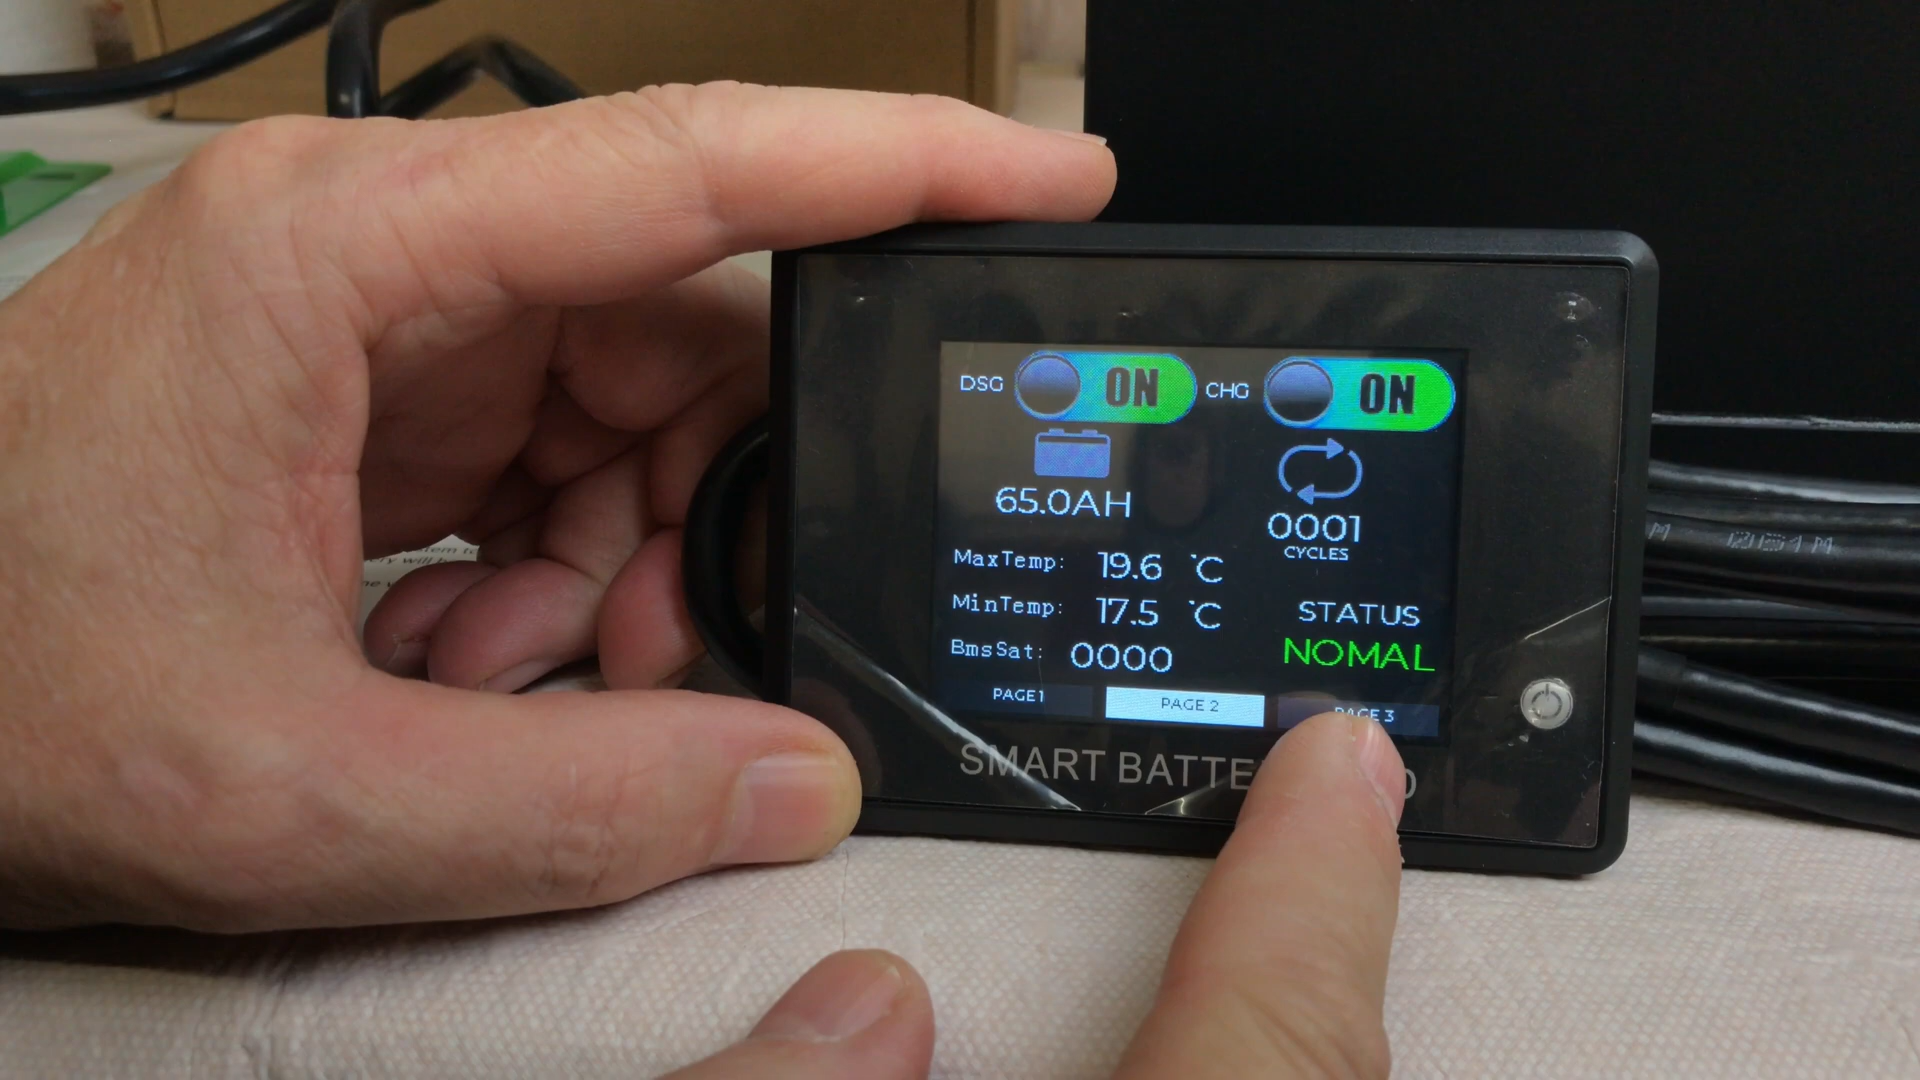 DSG ON CHG ON
65.0AH
0001
CYCLES
MaxTemp: 19.6 °C
MinTemp: 17.5 °C
STATUS
BmsSat: 0000
NOMAL
PAGE1 PAGE 2 PAGE 3
SMART BATTE